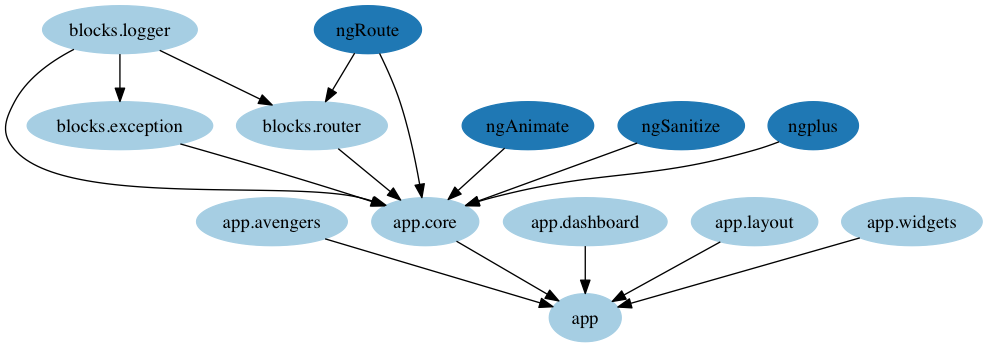 blocks.logger
ngRoute
blocks.exception
blocks.router
ngAnimate
ngSanitize
ngplus
app.avengers
app.core
app.dashboard
app.layout
app.widgets
app